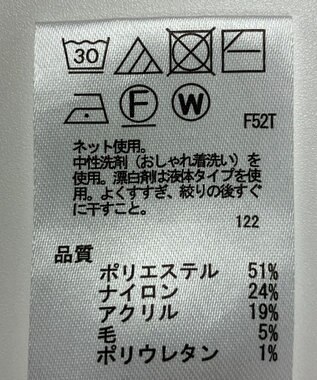 30
F W F52T
ネット使用。
中性洗剤（おしゃれ着洗い）を
使用。漂白剤は液体タイプを使
用。よくすすぎ、絞りの後すぐ
に干すこと。
122
品質
ポリエステル 51%
ナイロン 24%
アクリル 19%
毛 5%
ポリウレタン 1%